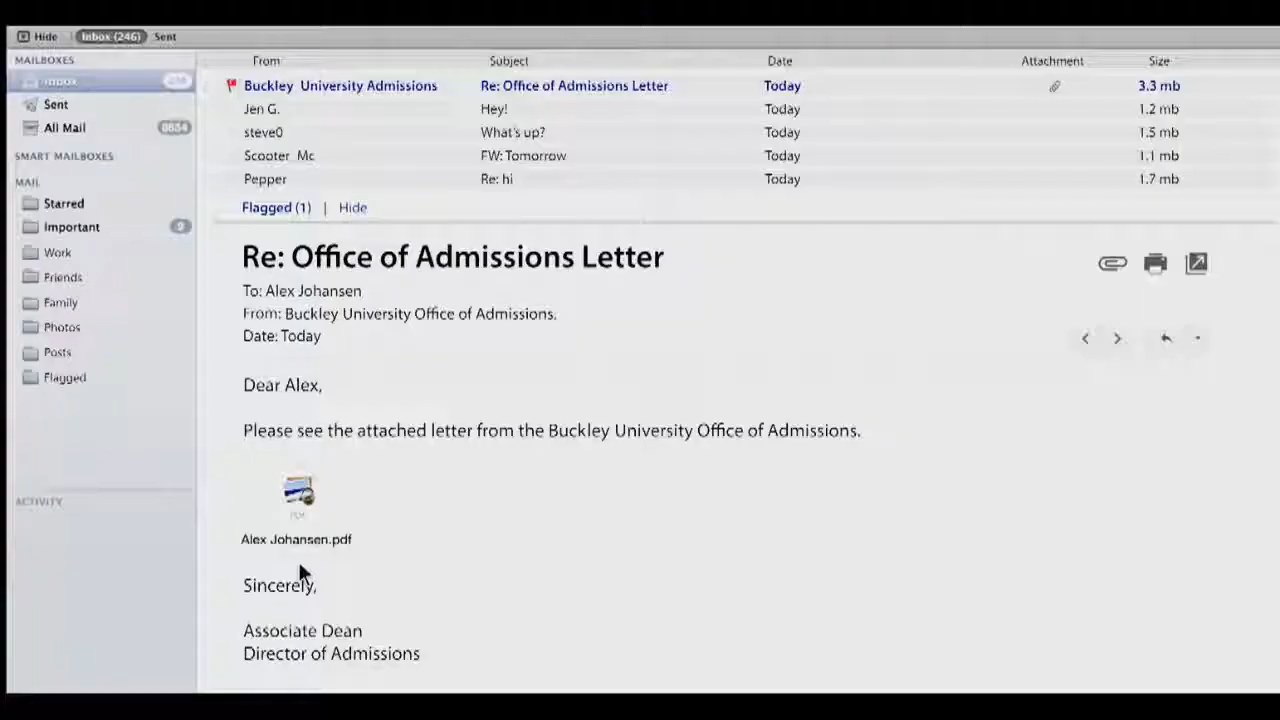 Hide Inbox (246) Sent
MAILBOXES
Inbox
Sent
All Mail
SMART MAILBOXES
MAIL
Starred
Important 9
Work
Friends
Family
Photos
Posts
Flagged
ACTIVITY
From Subject Date Attachment Size
Buckley University Admissions Re: Office of Admissions Letter Today 3.3 mb
Jen G. Hey! Today 1.2 mb
steve0 What's up? Today 1.5 mb
Scooter Mc FW: Tomorrow Today 1.1 mb
Pepper Re: hi Today 1.7 mb
Flagged (1) | Hide
Re: Office of Admissions Letter
To: Alex Johansen
From: Buckley University Office of Admissions.
Date: Today
Dear Alex,
Please see the attached letter from the Buckley University Office of Admissions.
Alex Johansen.pdf
Sincerely,
Associate Dean
Director of Admissions